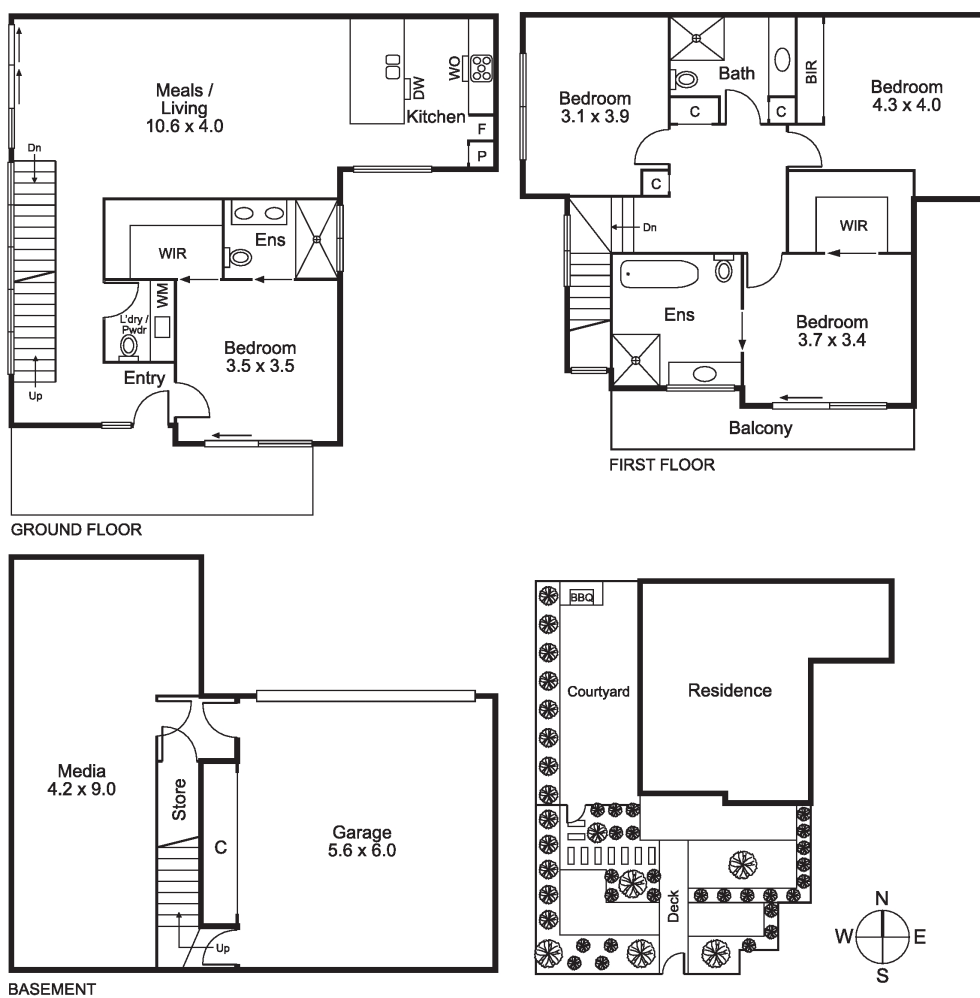 Meals /
Living
10.6 x 4.0
DW
WO
Kitchen
F
P
Dn
WIR
Ens
WM
L'dry /
Pwdr
Bedroom
3.5 x 3.5
Entry
Up
GROUND FLOOR
Bedroom
3.1 x 3.9
Bath
C
C
BIR
Bedroom
4.3 x 4.0
C
Dn
WIR
Ens
Bedroom
3.7 x 3.4
Balcony
FIRST FLOOR
Media
4.2 x 9.0
Store
C
Garage
5.6 x 6.0
Up
BASEMENT
BBQ
Courtyard
Residence
Deck
N
W
E
S